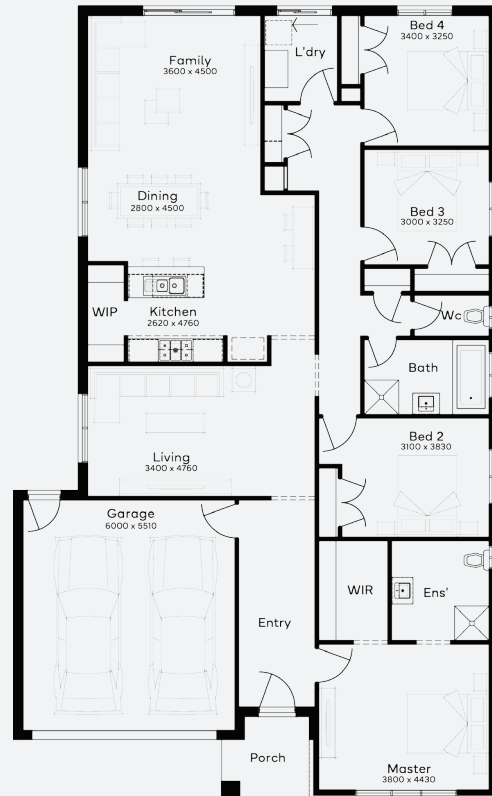 Bed 4
3400 x 3250
L'dry
Family
3600 x 4500
Dining
2800 x 4500
Bed 3
3000 x 3250
WIP
Kitchen
2620 x 4760
Wc
Bath
Living
3400 x 4760
Bed 2
3100 x 3830
Garage
6000 x 5510
WIR
Ens'
Entry
Porch
Master
3800 x 4430